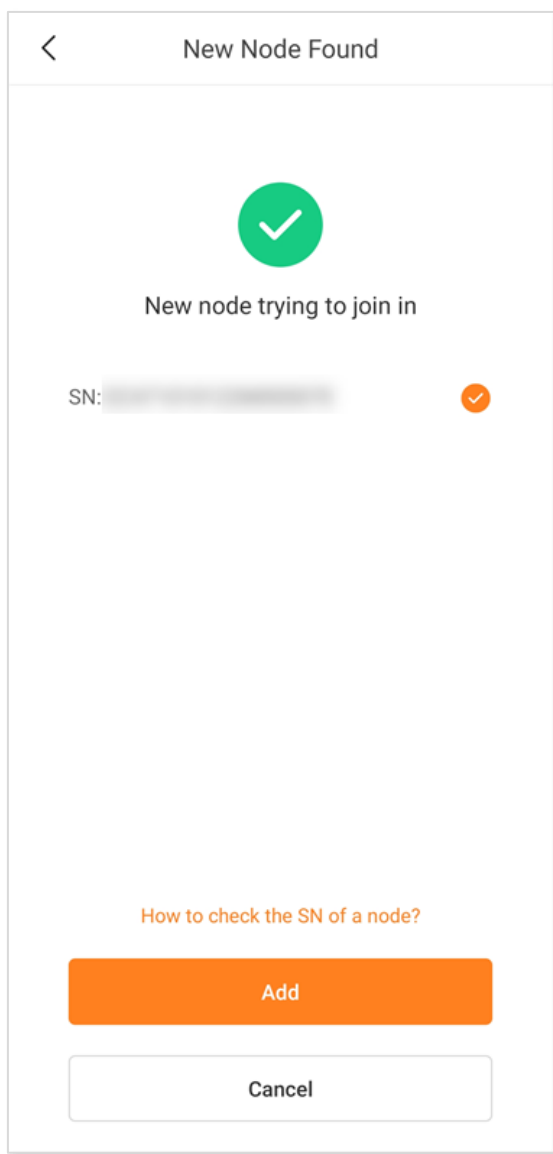 New Node Found
New node trying to join in
SN:
How to check the SN of a node?
Add
Cancel